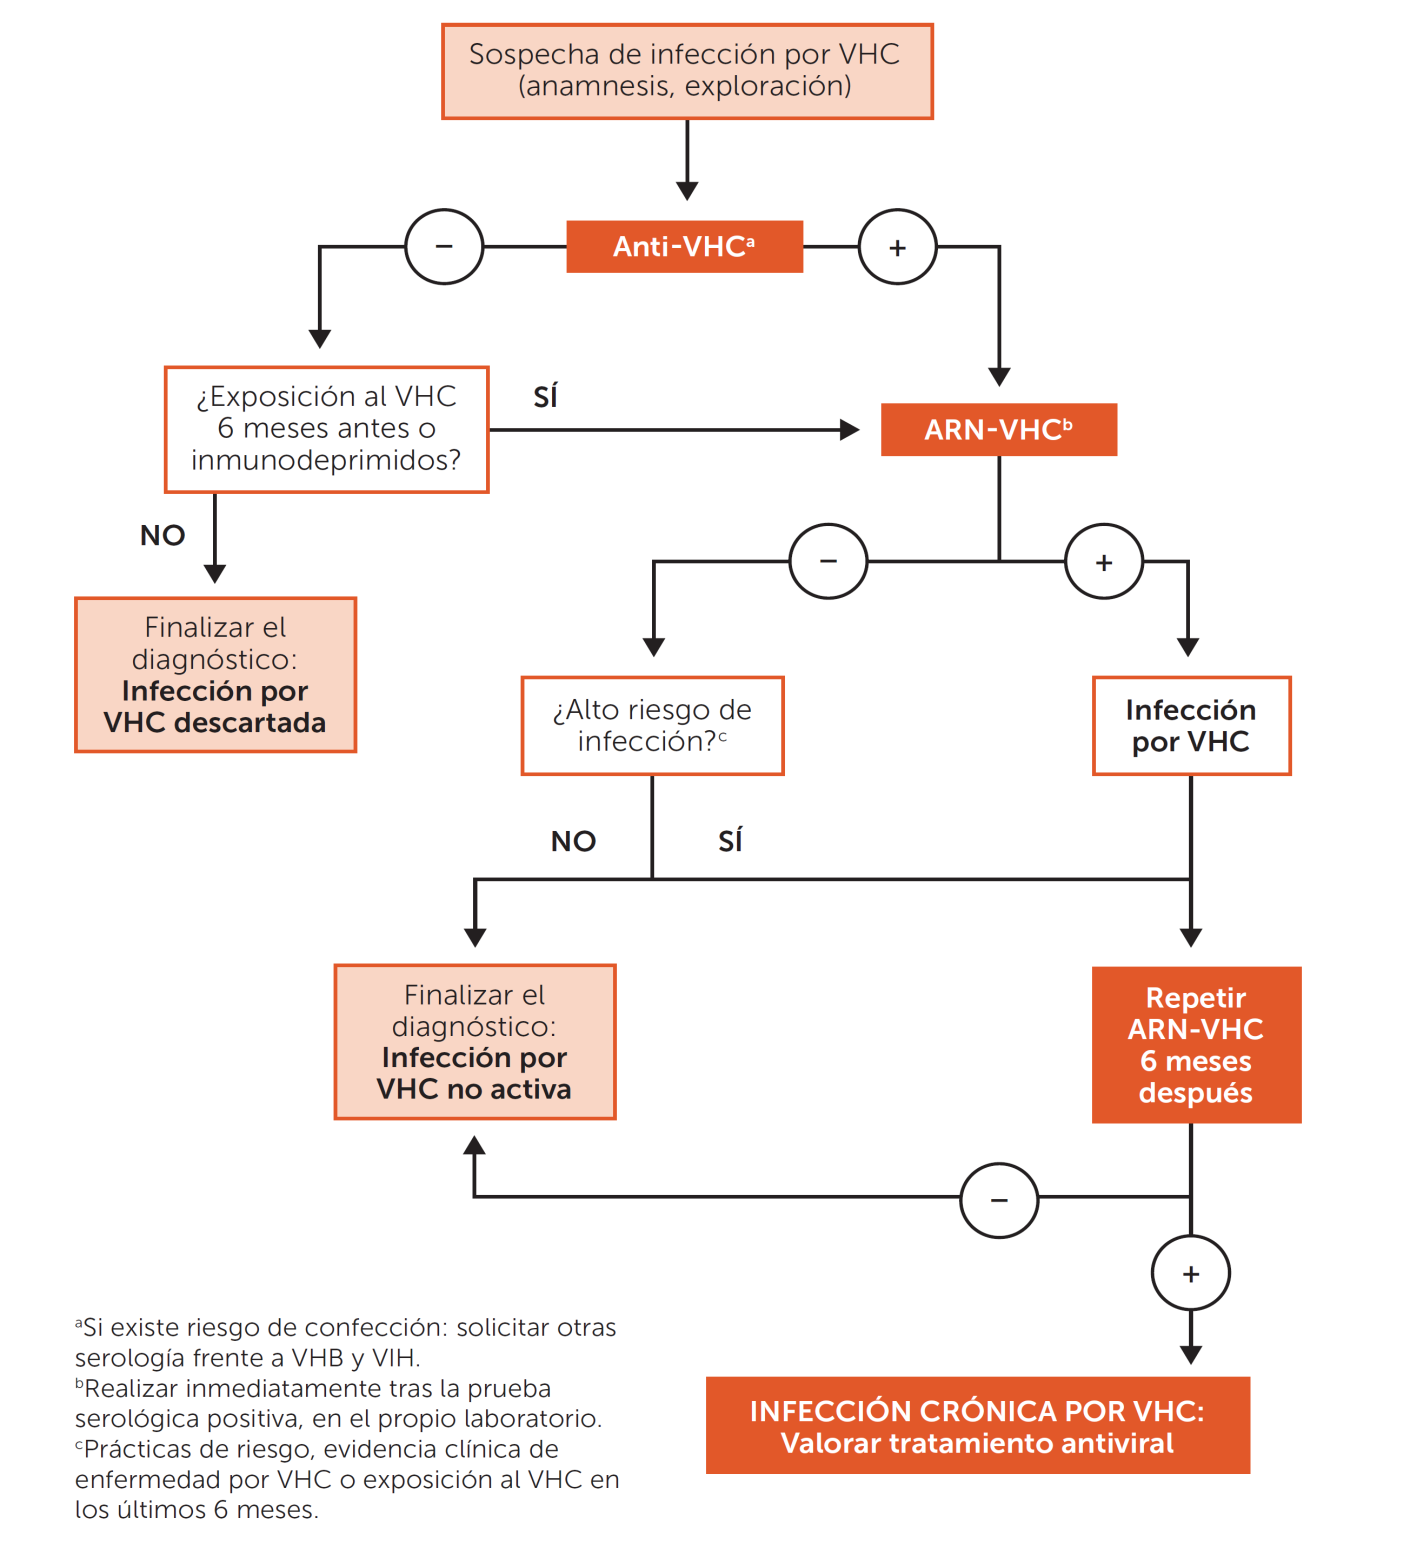 Sospecha de infección por VHC
(anamnesis, exploración)
−
Anti-VHCᵃ
+
¿Exposición al VHC
6 meses antes o
inmunodeprimidos?
SÍ
ARN-VHCᵇ
NO
−
+
Finalizar el
diagnóstico:
Infección por
VHC descartada
¿Alto riesgo de
infección?ᶜ
Infección
por VHC
NO
SÍ
Finalizar el
diagnóstico:
Infección por
VHC no activa
Repetir
ARN-VHC
6 meses
después
−
+
INFECCIÓN CRÓNICA POR VHC:
Valorar tratamiento antiviral
ᵃSi existe riesgo de confección: solicitar otras
serología frente a VHB y VIH.
ᵇRealizar inmediatamente tras la prueba
serológica positiva, en el propio laboratorio.
ᶜPrácticas de riesgo, evidencia clínica de
enfermedad por VHC o exposición al VHC en
los últimos 6 meses.